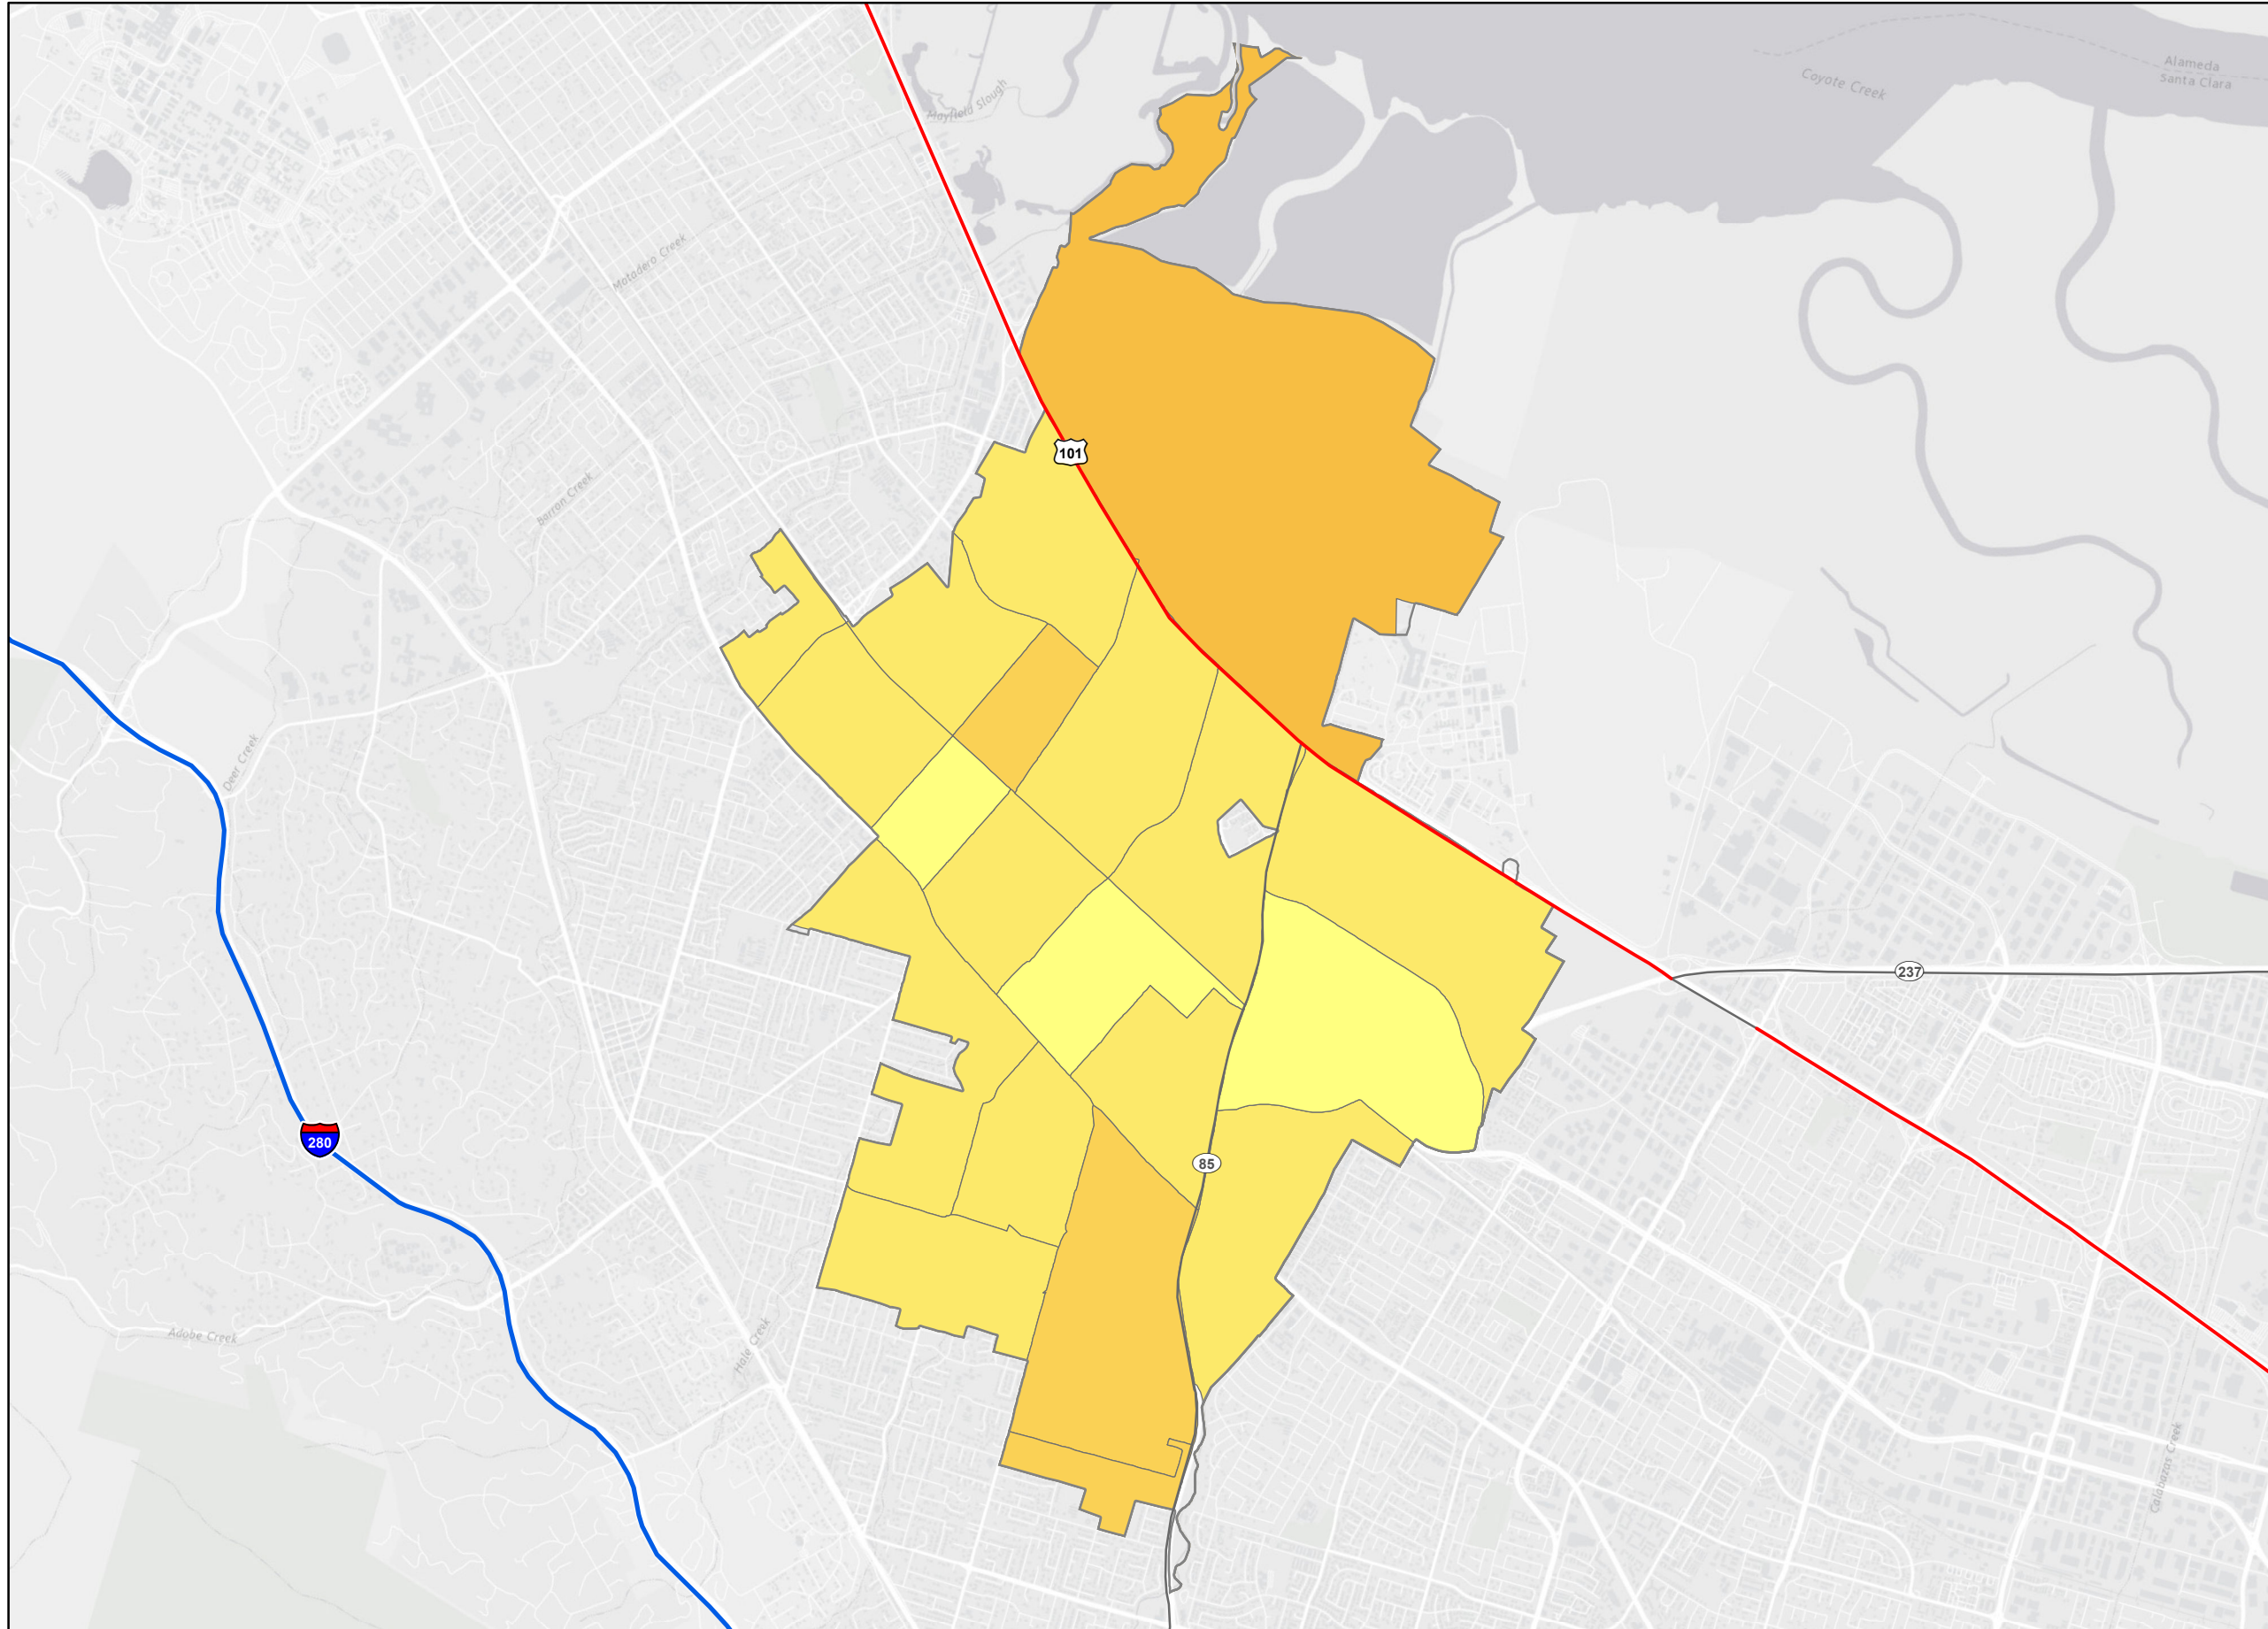 Alameda
Santa Clara
Coyote Creek
Mayfield Slough
Matadero Creek
101
Barron Creek
Deer Creek
237
280
85
Adobe Creek
Hale Creek
Calabazas Creek